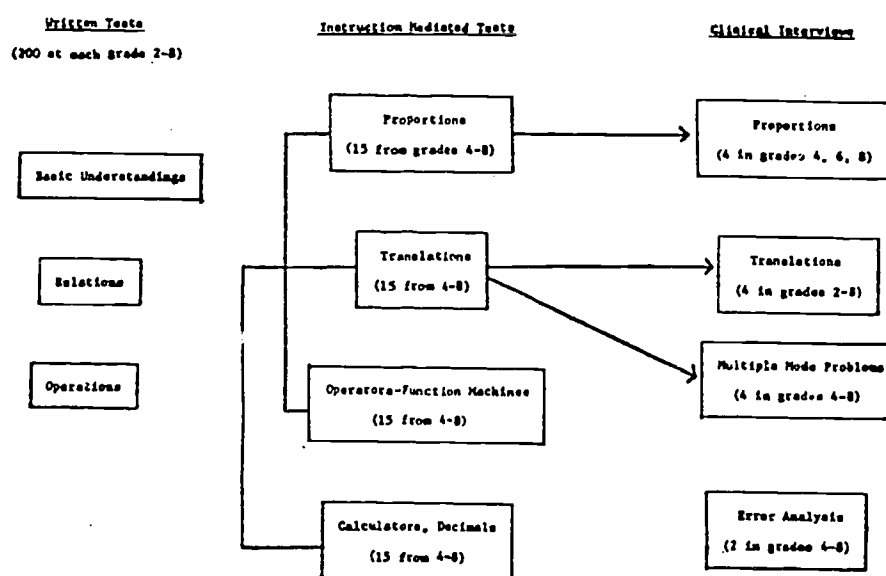 Written Tests
(200 at each grade 2-8)
Basic Understandings
Relations
Operations
Instruction Mediated Tests
Proportions
(15 from grades 4-8)
Translations
(15 from 4-8)
Operators-Function Machines
(15 from 4-8)
Calculators, Decimals
(15 from 4-8)
Clinical Interviews
Proportions
(4 in grades 4, 6, 8)
Translations
(4 in grades 2-8)
Multiple Mode Problems
(4 in grades 4-8)
Error Analysis
(2 in grades 4-8)